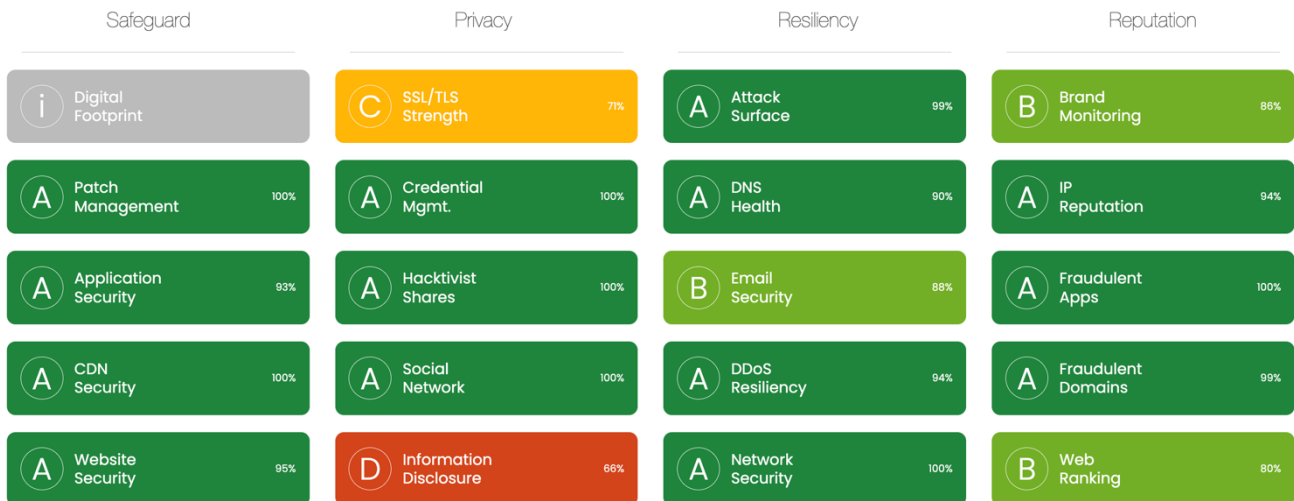 Safeguard
Privacy
Resiliency
Reputation
i
Digital
Footprint
C
SSL/TLS
Strength
71%
A
Attack
Surface
99%
B
Brand
Monitoring
86%
A
Patch
Management
100%
A
Credential
Mgmt.
100%
A
DNS
Health
90%
A
IP
Reputation
94%
A
Application
Security
93%
A
Hacktivist
Shares
100%
B
Email
Security
88%
A
Fraudulent
Apps
100%
A
CDN
Security
100%
A
Social
Network
100%
A
DDoS
Resiliency
94%
A
Fraudulent
Domains
99%
A
Website
Security
95%
D
Information
Disclosure
66%
A
Network
Security
100%
B
Web
Ranking
80%